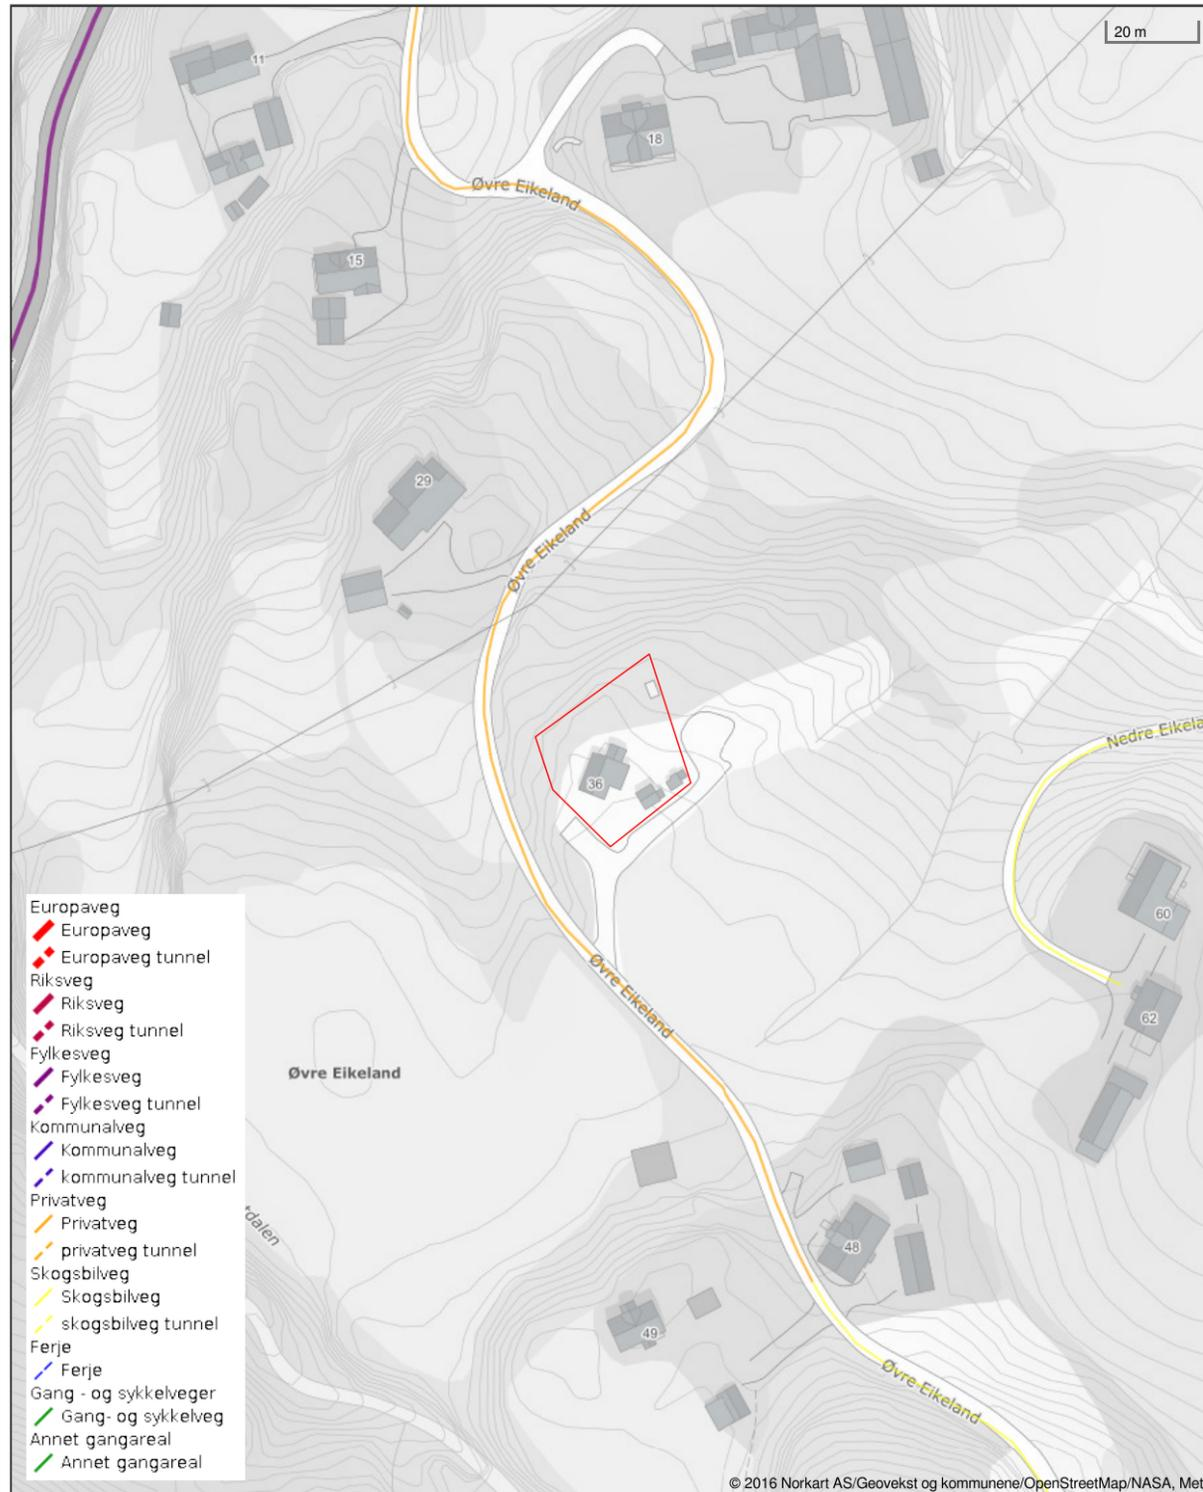 20 m
11
18
Øvre Eikeland
15
29
Øvre Eikeland
36
Nedre Eikela
60
62
Øvre Eikeland
Øvre Eikeland
48
49
Øvre Eikeland
tdalen
Europaveg
Europaveg
Europaveg tunnel
Riksveg
Riksveg
Riksveg tunnel
Fylkesveg
Fylkesveg
Fylkesveg tunnel
Kommunalveg
Kommunalveg
kommunalveg tunnel
Privatveg
Privatveg
privatveg tunnel
Skogsbilveg
Skogsbilveg
skogsbilveg tunnel
Ferje
Ferje
Gang - og sykkelveger
Gang- og sykkelveg
Annet gangareal
Annet gangareal
© 2016 Norkart AS/Geovekst og kommunene/OpenStreetMap/NASA, Met